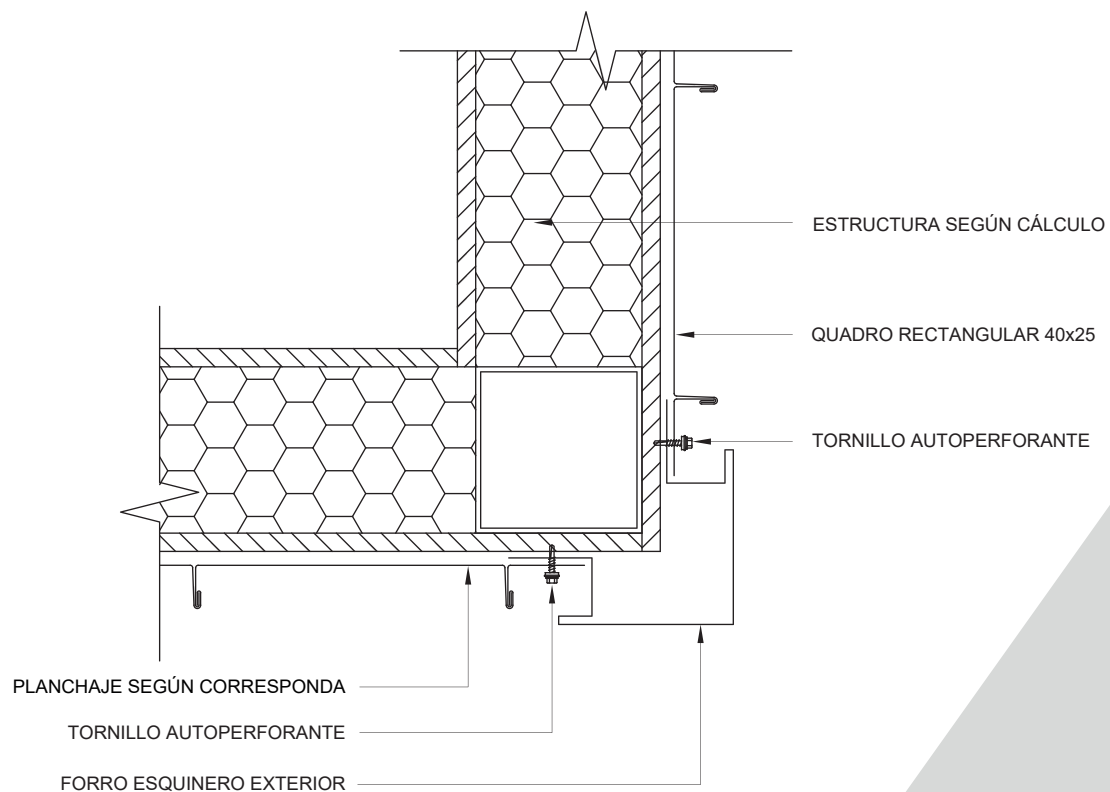 ESTRUCTURA SEGÚN CÁLCULO
QUADRO RECTANGULAR 40x25
TORNILLO AUTOPERFORANTE
PLANCHAJE SEGÚN CORRESPONDA
TORNILLO AUTOPERFORANTE
FORRO ESQUINERO EXTERIOR